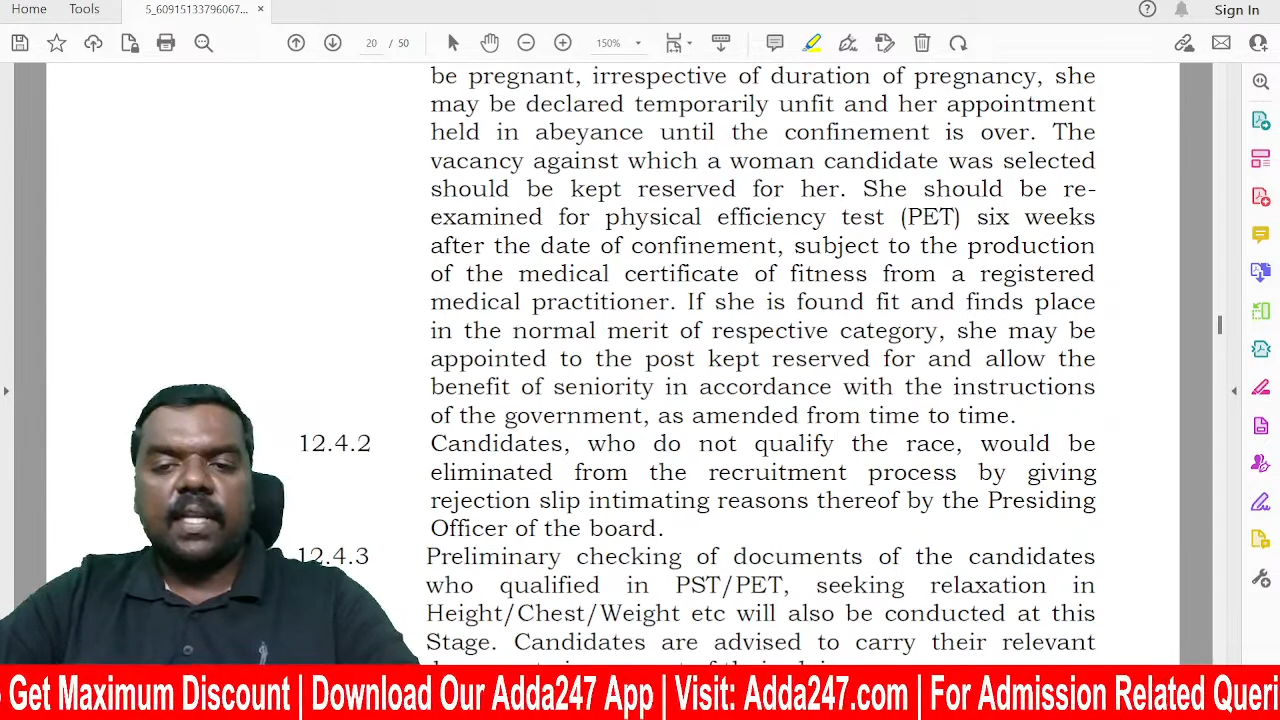 Home Tools 5_60915133796067... × Sign In
20 / 50 150%
be pregnant, irrespective of duration of pregnancy, she
may be declared temporarily unfit and her appointment
held in abeyance until the confinement is over. The
vacancy against which a woman candidate was selected
should be kept reserved for her. She should be re-
examined for physical efficiency test (PET) six weeks
after the date of confinement, subject to the production
of the medical certificate of fitness from a registered
medical practitioner. If she is found fit and finds place
in the normal merit of respective category, she may be
appointed to the post kept reserved for and allow the
benefit of seniority in accordance with the instructions
of the government, as amended from time to time.
12.4.2 Candidates, who do not qualify the race, would be
eliminated from the recruitment process by giving
rejection slip intimating reasons thereof by the Presiding
Officer of the board.
12.4.3 Preliminary checking of documents of the candidates
who qualified in PST/PET, seeking relaxation in
Height/Chest/Weight etc will also be conducted at this
Stage. Candidates are advised to carry their relevant
Get Maximum Discount | Download Our Adda247 App | Visit: Adda247.com | For Admission Related Queri